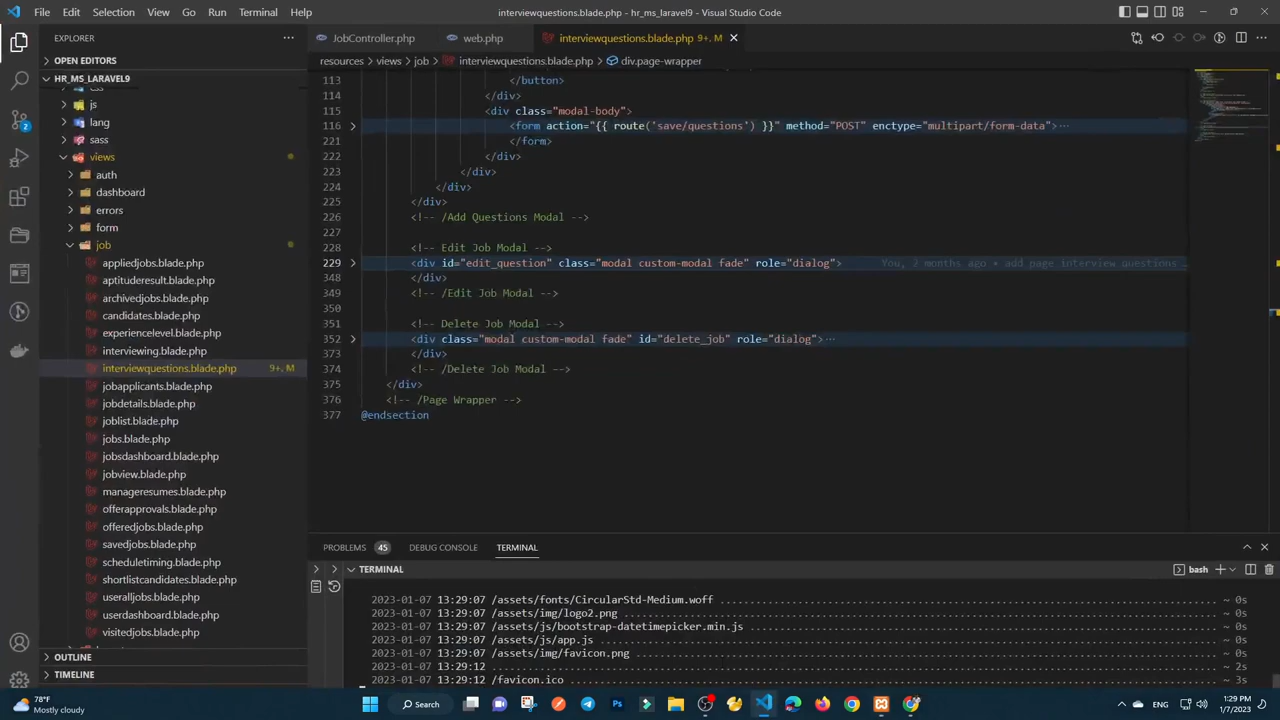 File Edit Selection View Go Run Terminal Help
interviewquestions.blade.php - hr_ms_laravel9 - Visual Studio Code
EXPLORER
OPEN EDITORS
HR_MS_LARAVEL9
js
lang
sass
views
auth
dashboard
errors
form
job
appliedjobs.blade.php
aptituderesult.blade.php
archivedjobs.blade.php
candidates.blade.php
experiencelevel.blade.php
interviewing.blade.php
interviewquestions.blade.php 9+, M
jobapplicants.blade.php
jobdetails.blade.php
joblist.blade.php
jobs.blade.php
jobsdashboard.blade.php
jobview.blade.php
manageresumes.blade.php
offerapprovals.blade.php
offeredjobs.blade.php
savedjobs.blade.php
scheduletiming.blade.php
shortlistcandidates.blade.php
useralljobs.blade.php
userdashboard.blade.php
visitedjobs.blade.php
OUTLINE
TIMELINE
2
JobController.php web.php interviewquestions.blade.php 9+, M
resources > views > job > interviewquestions.blade.php > div.page-wrapper
113 </button>
114 </div>
115 <div class="modal-body">
116 <form action="{{ route('save/questions') }}" method="POST" enctype="multipart/form-data">…
221 </form>
222 </div>
223 </div>
224 </div>
225 </div>
226 <!-- /Add Questions Modal -->
227
228 <!-- Edit Job Modal -->
229 <div id="edit_question" class="modal custom-modal fade" role="dialog"> You, 7 months ago • add page interview questions …
348 </div>
349 <!-- /Edit Job Modal -->
350
351 <!-- Delete Job Modal -->
352 <div class="modal custom-modal fade" id="delete_job" role="dialog">…
373 </div>
374 <!-- /Delete Job Modal -->
375 </div>
376 <!-- /Page Wrapper -->
377 @endsection
PROBLEMS 45 DEBUG CONSOLE TERMINAL
TERMINAL
bash
2023-01-07 13:29:07 /assets/fonts/CircularStd-Medium.woff ~ 0s
2023-01-07 13:29:07 /assets/img/logo2.png ~ 0s
2023-01-07 13:29:07 /assets/js/bootstrap-datetimepicker.min.js ~ 0s
2023-01-07 13:29:07 /assets/js/app.js ~ 0s
2023-01-07 13:29:07 /assets/img/favicon.png ~ 0s
2023-01-07 13:29:12 ~ 2s
2023-01-07 13:29:12 /favicon.ico ~ 3s
78°F
Mostly cloudy
Search
ENG
1:29 PM
1/7/2023